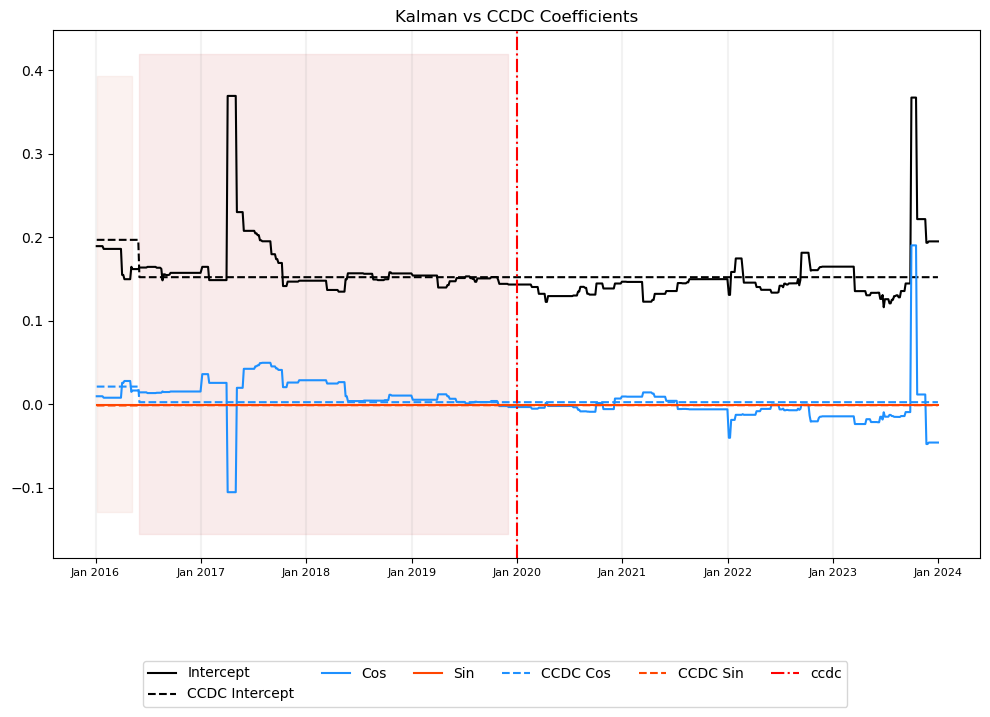 Kalman vs CCDC Coefficients
0.4
0.3
0.2
0.1
0.0
−0.1
Jan 2016 Jan 2017 Jan 2018 Jan 2019 Jan 2020 Jan 2021 Jan 2022 Jan 2023 Jan 2024
Intercept Cos Sin CCDC Cos CCDC Sin ccdc
CCDC Intercept